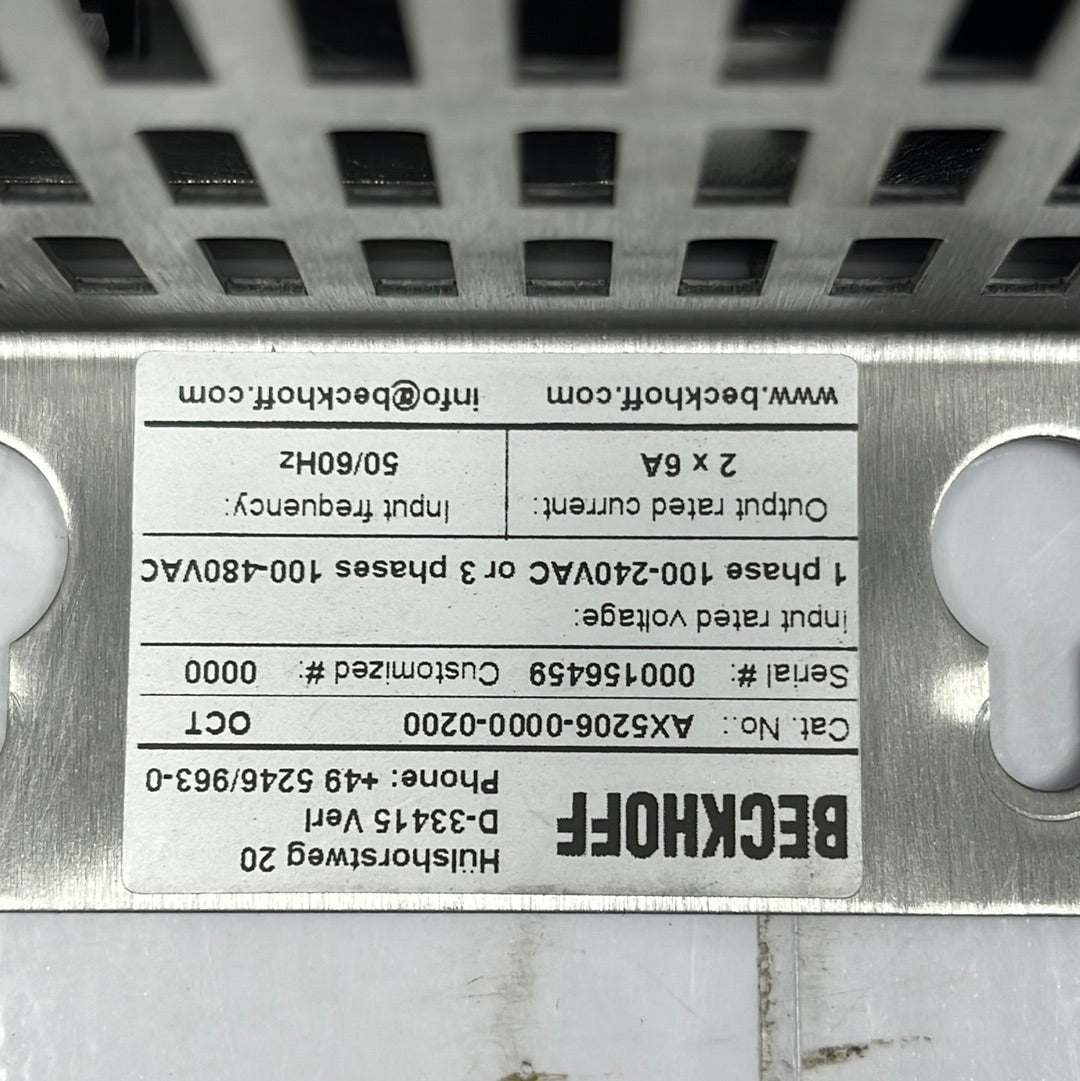 BECKHOFF
Hülshorstweg 20
D-33415 Verl
Phone: +49 5246/963-0
Cat. No.: AX5206-0000-0200 OCT
Serial #: 000156459 Customized #: 0000
input rated voltage:
1 phase 100-240VAC or 3 phases 100-480VAC
Output rated current:
2 x 6A
Input frequency:
50/60Hz
www.beckhoff.com info@beckhoff.com